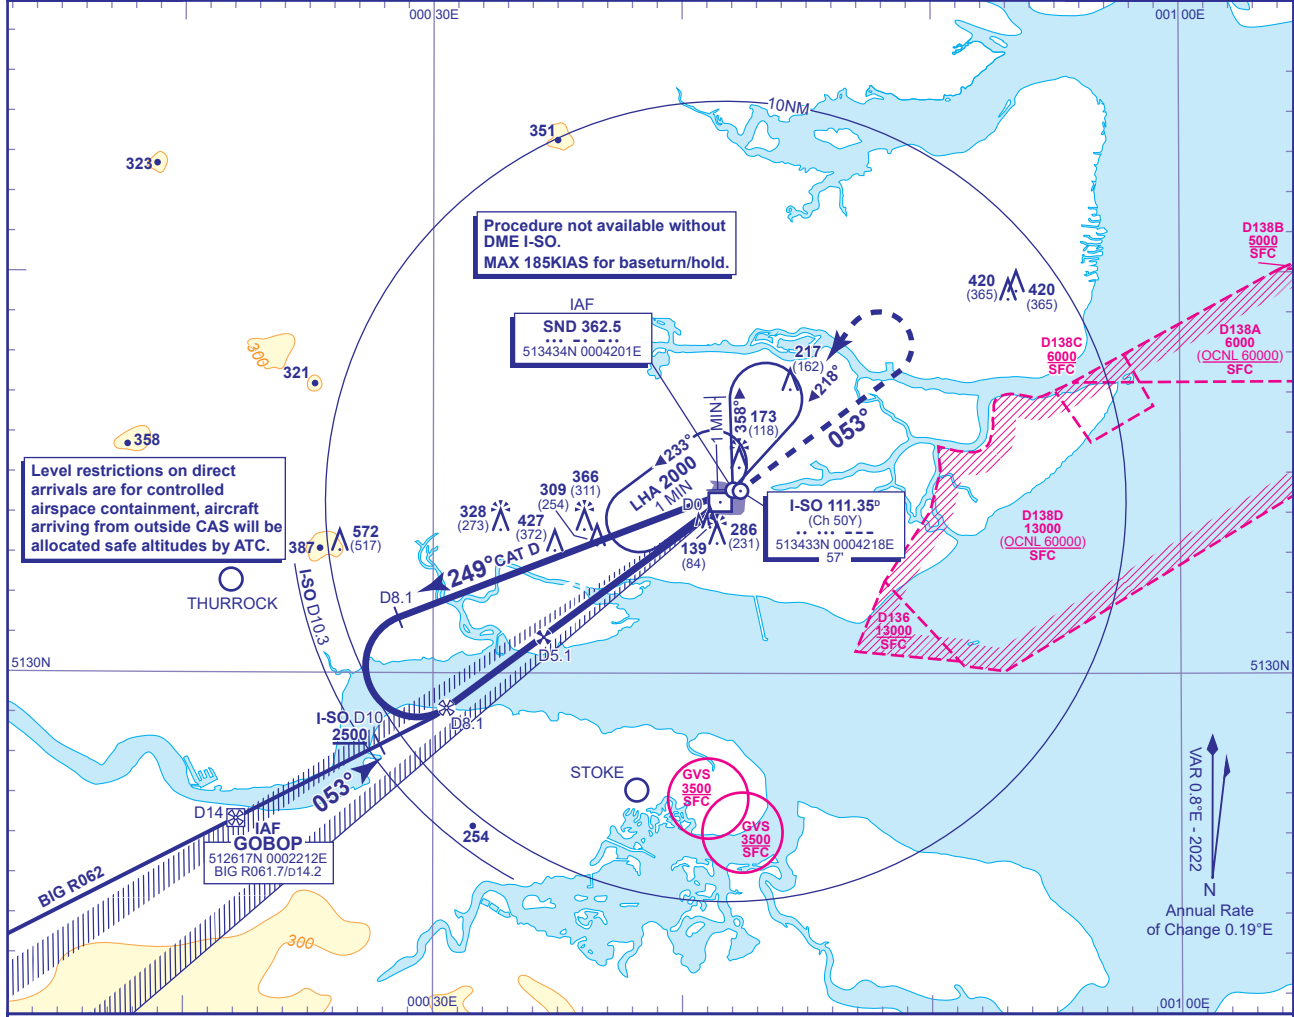 000 30E
001 00E
10NM
351
323
D138B
5000
SFC
Procedure not available without
DME I-SO.
MAX 185KIAS for baseturn/hold.
420
(365)
420
(365)
IAF
SND 362.5
513434N 0004201E
D138A
6000
(OCNL 60000)
SFC
D138C
6000
SFC
300
321
217
(162)
218°
358°
1 MIN
173
(118)
053°
358
233°
LHA 2000
1 MIN
Level restrictions on direct
arrivals are for controlled
airspace containment, aircraft
arriving from outside CAS will be
allocated safe altitudes by ATC.
366
(311)
309
(254)
328
(273)
427
(372)
D0
I-SO 111.35D
(Ch 50Y)
513433N 0004218E
57'
D138D
13000
(OCNL 60000)
SFC
572
(517)
387
286
(231)
139
(84)
249°
CAT D
THURROCK
I-SO D10.3
D8.1
D136
13000
SFC
D5.1
5130N
5130N
I-SO D10
2500
D8.1
053°
STOKE
GVS
3500
SFC
GVS
3500
SFC
VAR 0.8°E - 2022
N
Annual Rate
of Change 0.19°E
D14
IAF
GOBOP
512617N 0002212E
BIG R061.7/D14.2
254
BIG R062
300
000 30E
001 00E